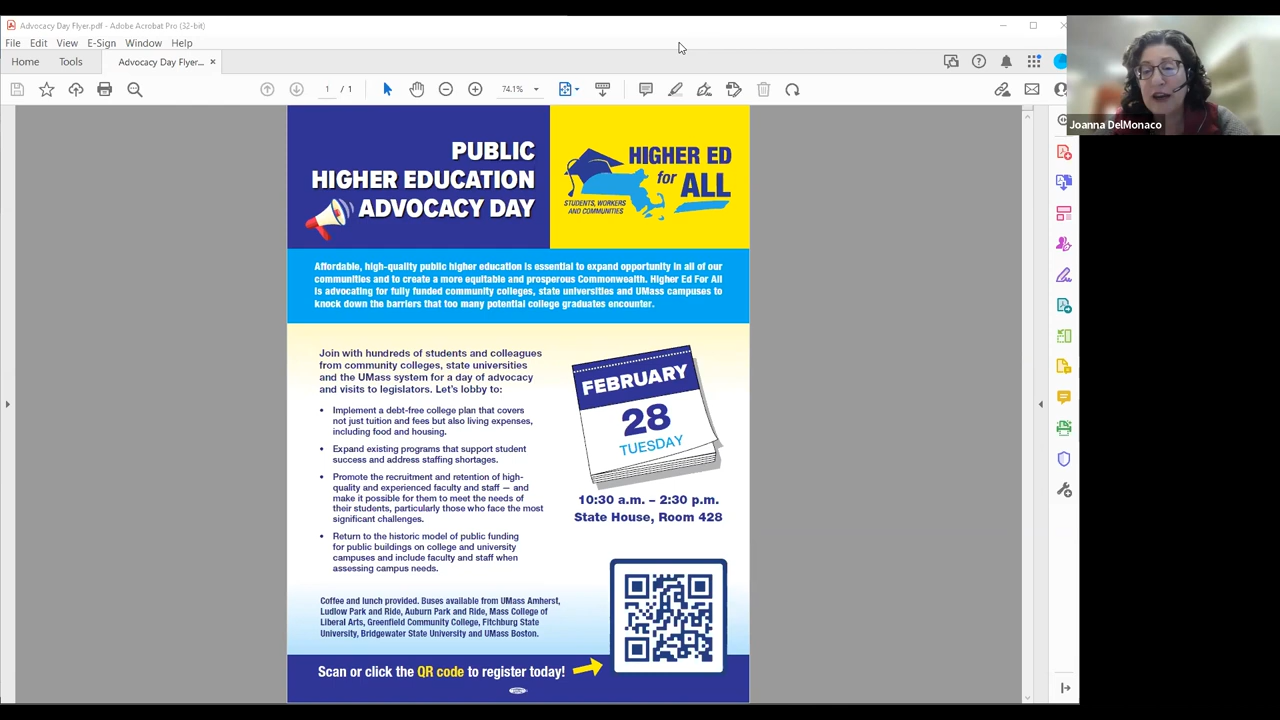 Advocacy Day Flyer.pdf - Adobe Acrobat Pro (32-bit)
File Edit View E-Sign Window Help
Home Tools Advocacy Day Flyer... ×
1 / 1 74.1%
Joanna DelMonaco
PUBLIC
HIGHER EDUCATION
ADVOCACY DAY
HIGHER ED
for
ALL
STUDENTS, WORKERS
AND COMMUNITIES
Affordable, high-quality public higher education is essential to expand opportunity in all of our
communities and to create a more equitable and prosperous Commonwealth. Higher Ed For All
is advocating for fully funded community colleges, state universities and UMass campuses to
knock down the barriers that too many potential college graduates encounter.
Join with hundreds of students and colleagues
from community colleges, state universities
and the UMass system for a day of advocacy
and visits to legislators. Let's lobby to:
• Implement a debt-free college plan that covers
not just tuition and fees but also living expenses,
including food and housing.
• Expand existing programs that support student
success and address staffing shortages.
• Promote the recruitment and retention of high-
quality and experienced faculty and staff — and
make it possible for them to meet the needs of
their students, particularly those who face the most
significant challenges.
• Return to the historic model of public funding
for public buildings on college and university
campuses and include faculty and staff when
assessing campus needs.
FEBRUARY
28
TUESDAY
10:30 a.m. – 2:30 p.m.
State House, Room 428
Coffee and lunch provided. Buses available from UMass Amherst,
Ludlow Park and Ride, Auburn Park and Ride, Mass College of
Liberal Arts, Greenfield Community College, Fitchburg State
University, Bridgewater State University and UMass Boston.
Scan or click the QR code to register today!